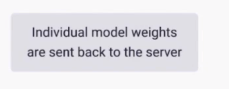 Individual model weights
are sent back to the server